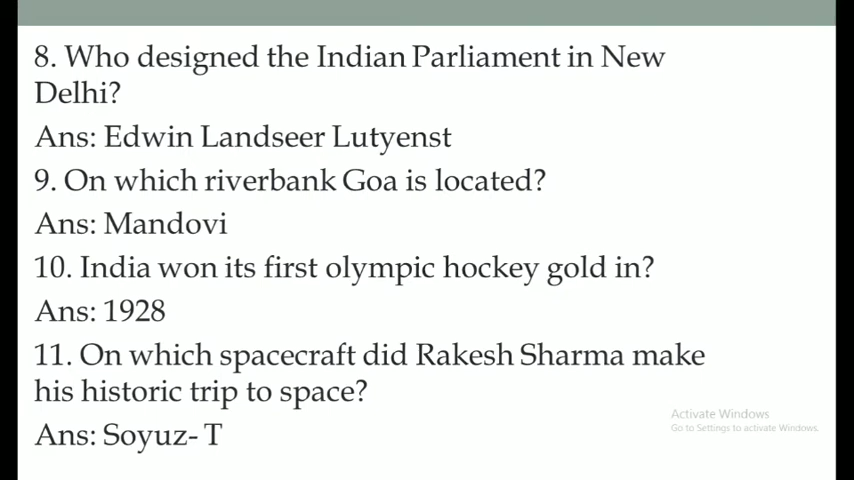 8. Who designed the Indian Parliament in New
Delhi?
Ans: Edwin Landseer Lutyenst
9. On which riverbank Goa is located?
Ans: Mandovi
10. India won its first olympic hockey gold in?
Ans: 1928
11. On which spacecraft did Rakesh Sharma make
his historic trip to space?
Ans: Soyuz- T
Activate Windows
Go to Settings to activate Windows.